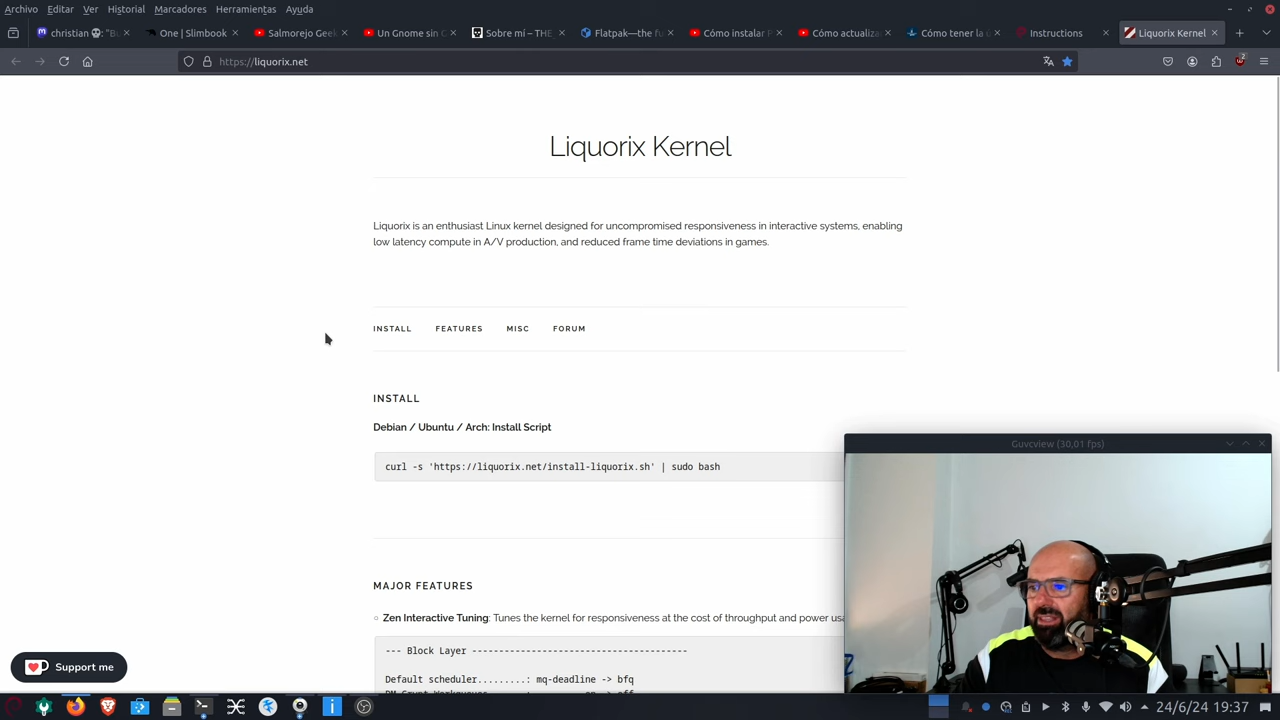 Archivo Editar Ver Historial Marcadores Herramientas Ayuda
christian 💀: "Bu
One | Slimbook
Salmorejo Geek
Un Gnome sin G
Sobre mí – THE
Flatpak—the fu
Cómo instalar P
Cómo actualiza
Cómo tener la ú
Instructions
Liquorix Kernel
https://liquorix.net
2
Liquorix Kernel
Liquorix is an enthusiast Linux kernel designed for uncompromised responsiveness in interactive systems, enabling
low latency compute in A/V production, and reduced frame time deviations in games.
INSTALL FEATURES MISC FORUM
INSTALL
Debian / Ubuntu / Arch: Install Script
curl -s 'https://liquorix.net/install-liquorix.sh' | sudo bash
MAJOR FEATURES
Zen Interactive Tuning: Tunes the kernel for responsiveness at the cost of throughput and power usa
--- Block Layer ----------------------------------------
Default scheduler.........: mq-deadline -> bfq
Guvcview (30,01 fps)
Support me
24/6/24 19:37